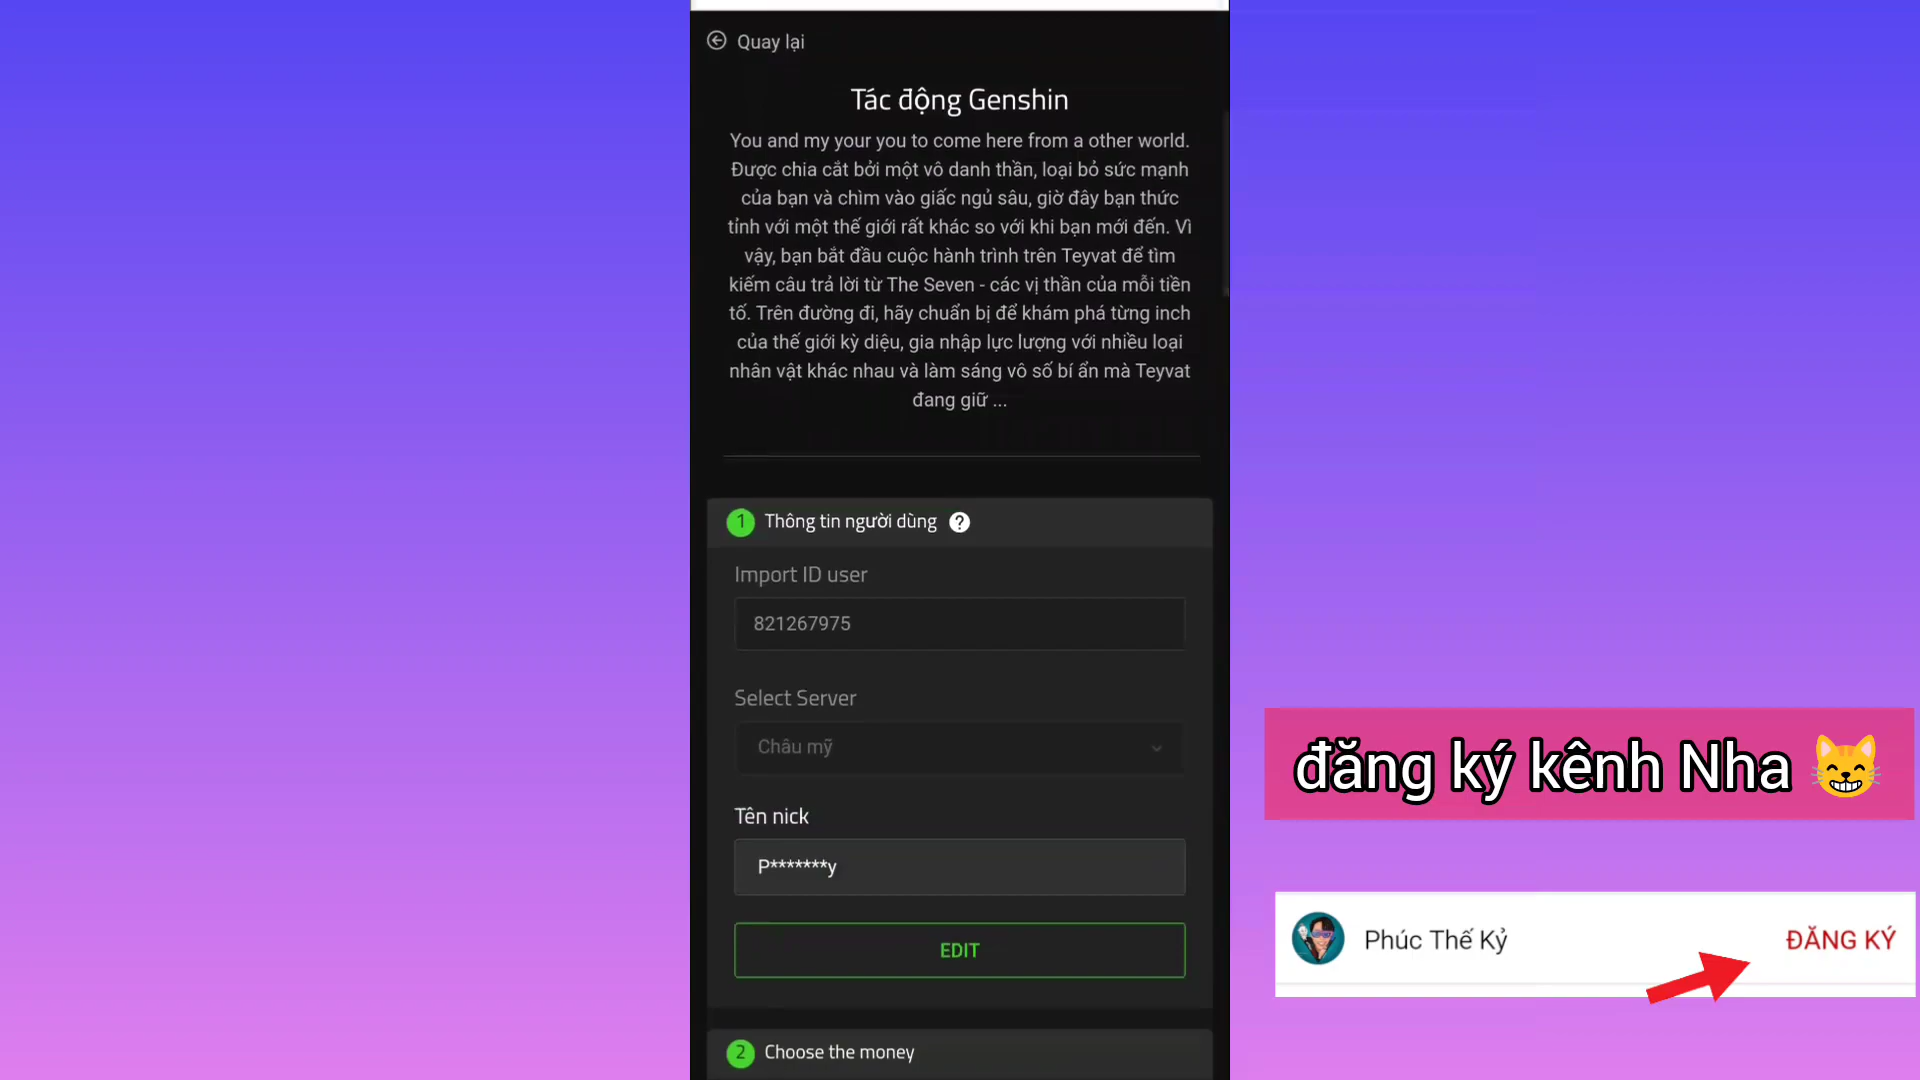 Quay lại
Tác động Genshin
You and my your you to come here from a other world.
Được chia cắt bởi một vô danh thần, loại bỏ sức mạnh
của bạn và chìm vào giấc ngủ sâu, giờ đây bạn thức
tỉnh với một thế giới rất khác so với khi bạn mới đến. Vì
vậy, bạn bắt đầu cuộc hành trình trên Teyvat để tìm
kiếm câu trả lời từ The Seven - các vị thần của mỗi tiền
tố. Trên đường đi, hãy chuẩn bị để khám phá từng inch
của thế giới kỳ diệu, gia nhập lực lượng với nhiều loại
nhân vật khác nhau và làm sáng vô số bí ẩn mà Teyvat
đang giữ ...
1 Thông tin người dùng ?
Import ID user
821267975
Select Server
Châu mỹ
Tên nick
P*******y
EDIT
2 Choose the money
đăng ký kênh Nha 😸
Phúc Thế Kỷ ĐĂNG KÝ